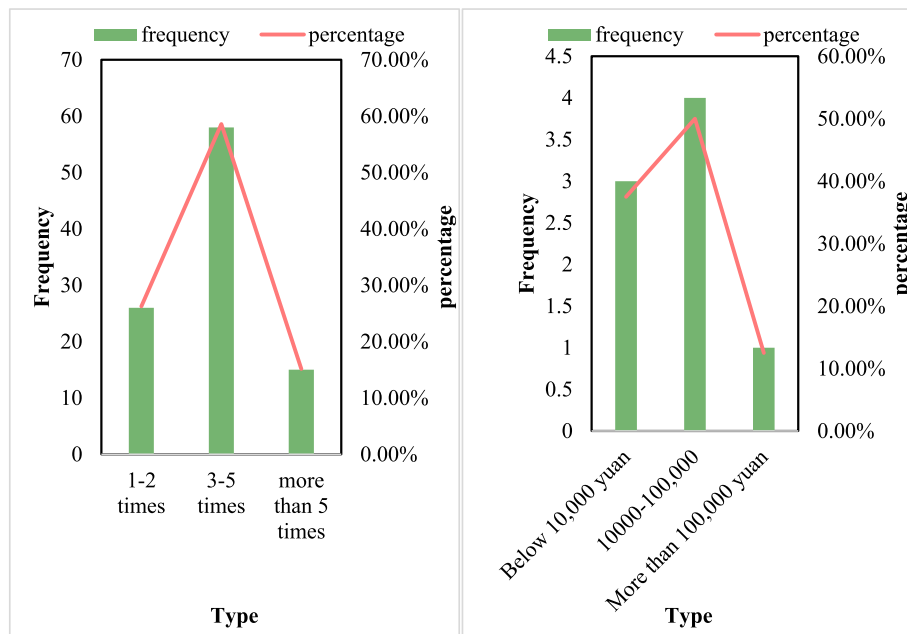 frequency percentage
70
60
50
40
30
20
10
0
70.00%
60.00%
50.00%
40.00%
30.00%
20.00%
10.00%
0.00%
Frequency
percentage
1-2
times
3-5
times
more
than 5
times
Type
frequency percentage
4.5
4
3.5
3
2.5
2
1.5
1
0.5
0
60.00%
50.00%
40.00%
30.00%
20.00%
10.00%
0.00%
Frequency
percentage
Below 10,000 yuan
10000-100,000
More than 100,000 yuan
Type